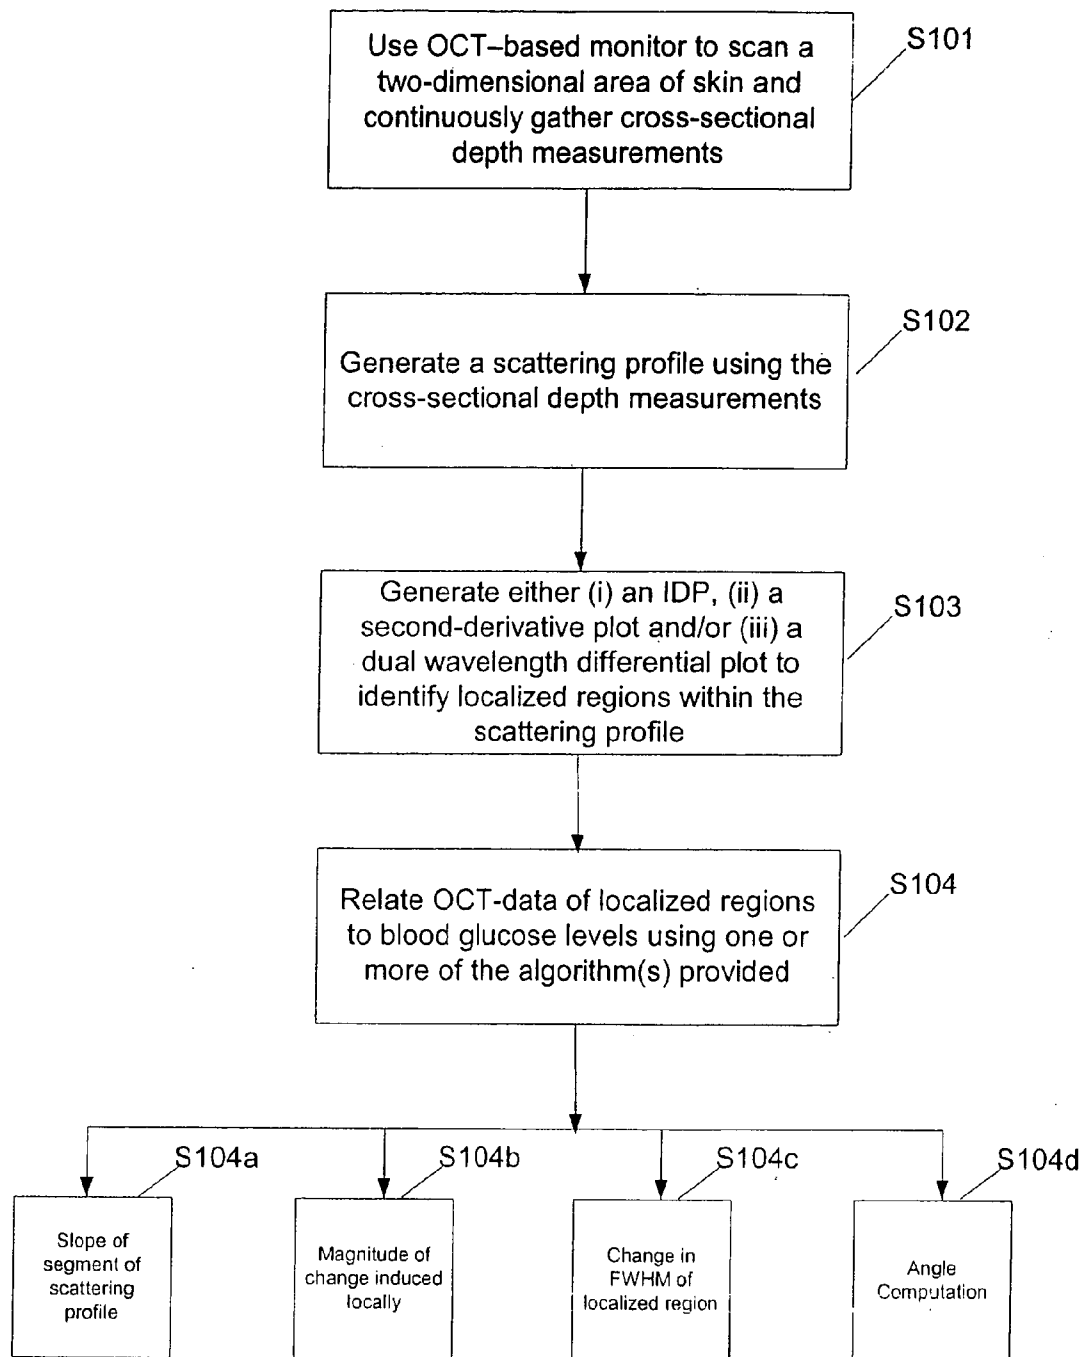 Use OCT–based monitor to scan a
two-dimensional area of skin and
continuously gather cross-sectional
depth measurements
S101
Generate a scattering profile using the
cross-sectional depth measurements
S102
Generate either (i) an IDP, (ii) a
second-derivative plot and/or (iii) a
dual wavelength differential plot to
identify localized regions within the
scattering profile
S103
Relate OCT-data of localized regions
to blood glucose levels using one or
more of the algorithm(s) provided
S104
S104a
Slope of
segment of
scattering
profile
S104b
Magnitude of
change induced
locally
S104c
Change in
FWHM of
localized region
S104d
Angle
Computation